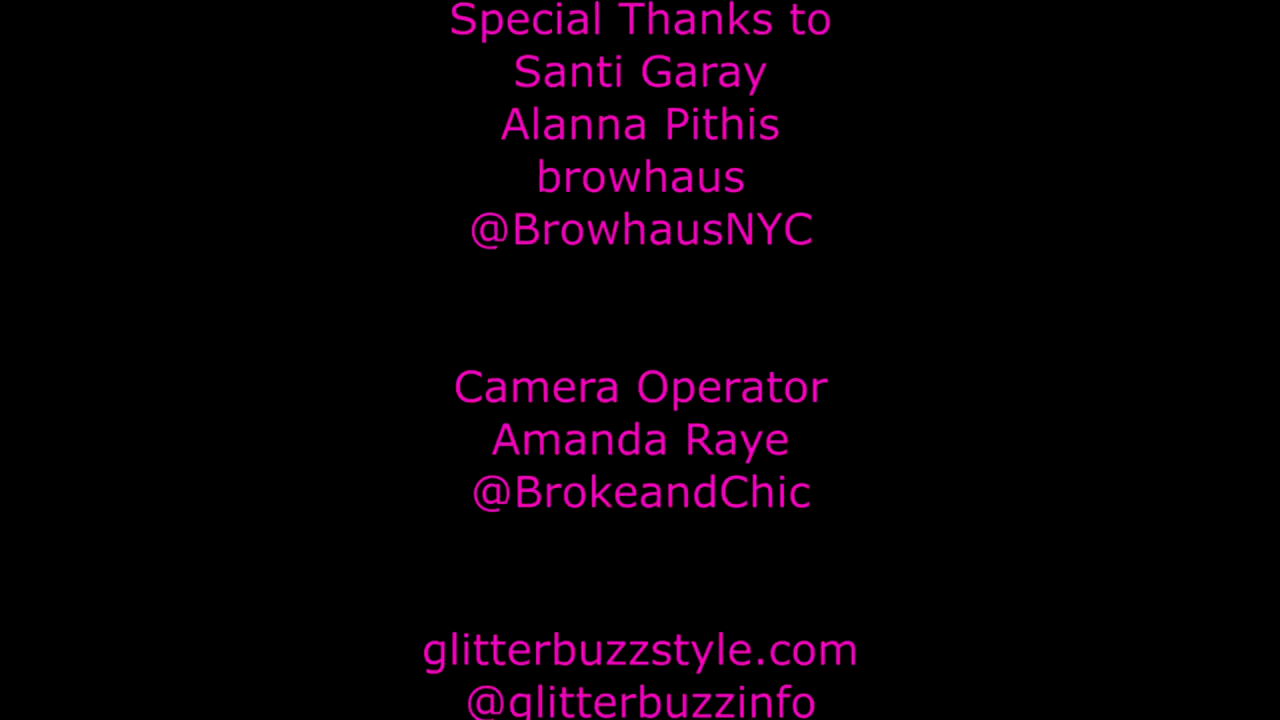 Special Thanks to
Santi Garay
Alanna Pithis
browhaus
@BrowhausNYC
Camera Operator
Amanda Raye
@BrokeandChic
glitterbuzzstyle.com
@glitterbuzzinfo